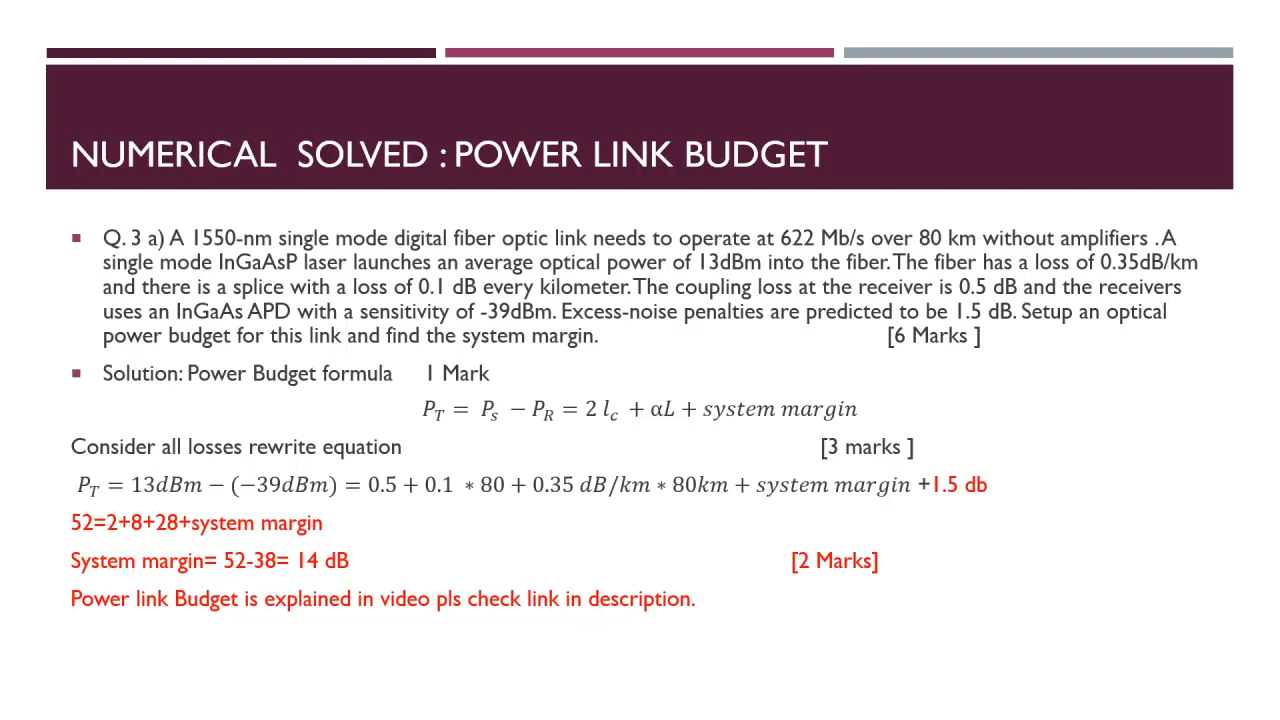 NUMERICAL SOLVED : POWER LINK BUDGET
Q. 3 a) A 1550-nm single mode digital fiber optic link needs to operate at 622 Mb/s over 80 km without amplifiers . A
single mode InGaAsP laser launches an average optical power of 13dBm into the fiber. The fiber has a loss of 0.35dB/km
and there is a splice with a loss of 0.1 dB every kilometer. The coupling loss at the receiver is 0.5 dB and the receivers
uses an InGaAs APD with a sensitivity of -39dBm. Excess-noise penalties are predicted to be 1.5 dB. Setup an optical
power budget for this link and find the system margin. [6 Marks ]
Solution: Power Budget formula 1 Mark
P_T = P_s − P_R = 2 l_c + αL + system margin
Consider all losses rewrite equation [3 marks ]
P_T = 13dBm − (−39dBm) = 0.5 + 0.1 ∗ 80 + 0.35 dB/km ∗ 80km + system margin +1.5 db
52=2+8+28+system margin
System margin= 52-38= 14 dB [2 Marks]
Power link Budget is explained in video pls check link in description.